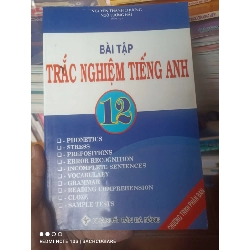 BÀI TẬP
TRẮC NGHIỆM TIẾNG ANH
12
- PHONETICS
- STRESS
- PREPOSITIONS
- ERROR RECOGNITION
- INCOMPLETE SENTENCES
- VOCABULARY
- GRAMMAR
- READING COMPREHENSION
- CLOZE
- SAMPLE TESTS